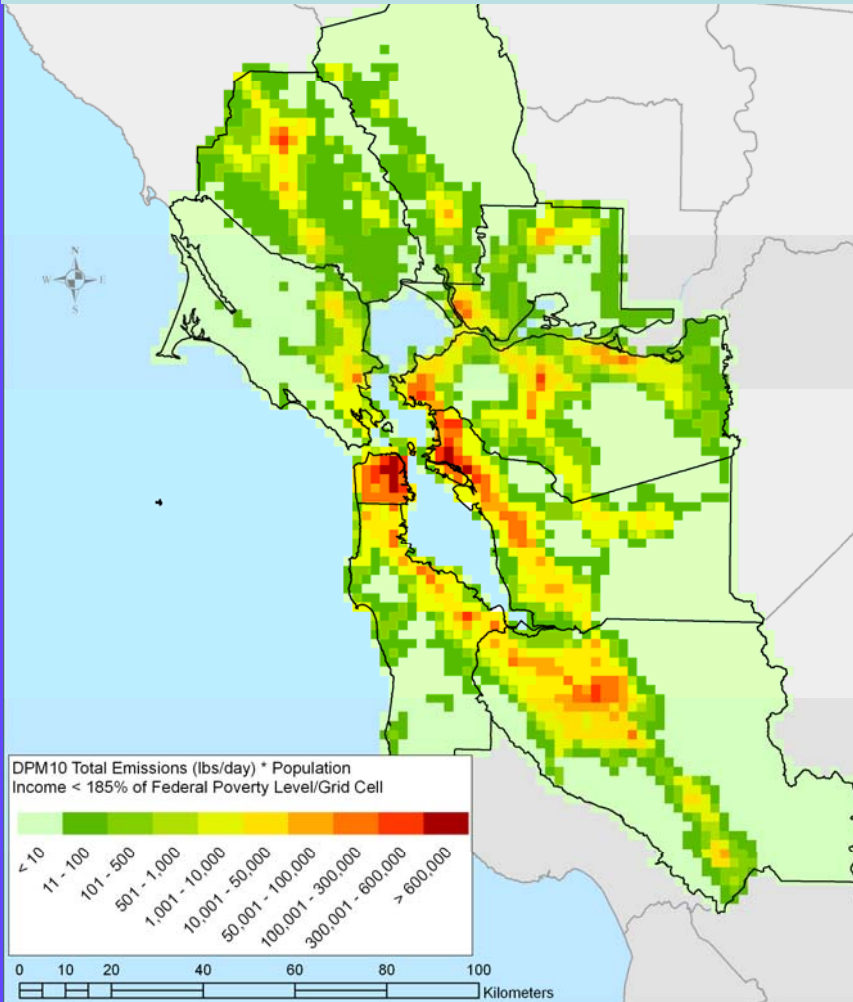 N
W E
S
DPM10 Total Emissions (lbs/day) * Population
Income < 185% of Federal Poverty Level/Grid Cell
< 10
11 - 100
101 - 500
501 - 1,000
1,001 - 10,000
10,001 - 50,000
50,001 - 100,000
100,001 - 300,000
300,001 - 600,000
> 600,000
0 10 20 40 60 80 100
Kilometers